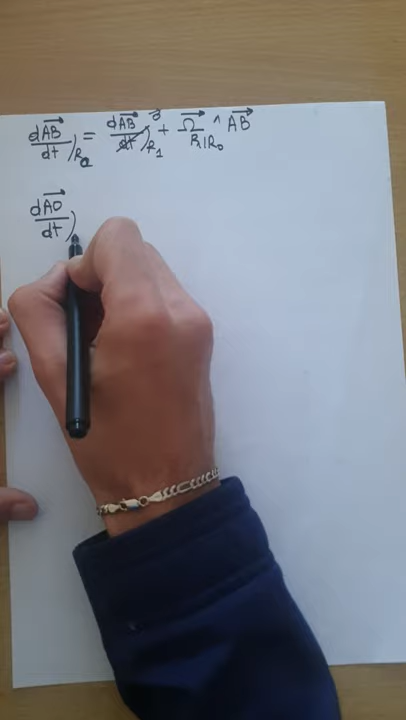 dAB/dt)R0 = dAB/dt)R1 + Ω R1/R0 ^ AB
dAO/dt)